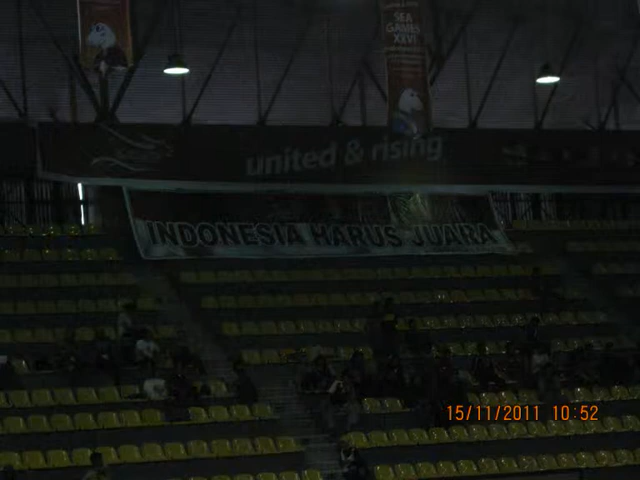 SEA
GAMES
XXVI
united & rising
INDONESIA HARUS JUARA
15/11/2011 10:52